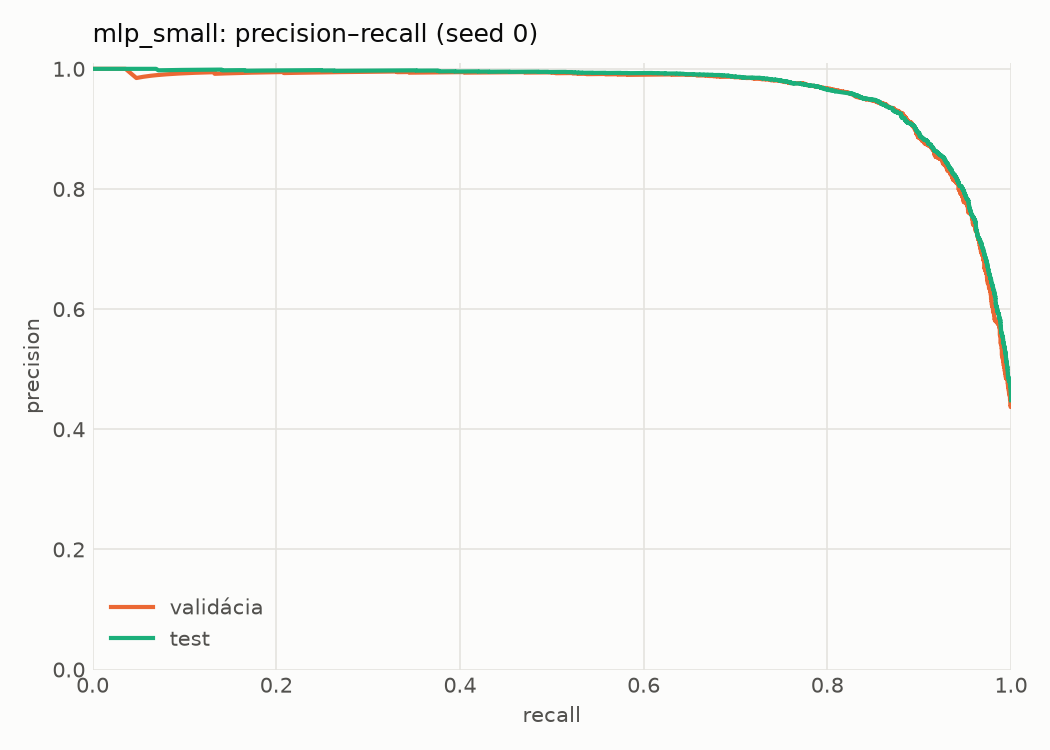 mlp_small: precision–recall (seed 0)
1.0
0.8
0.6
0.4
0.2
0.0
precision
validácia
test
0.0 0.2 0.4 0.6 0.8 1.0
recall